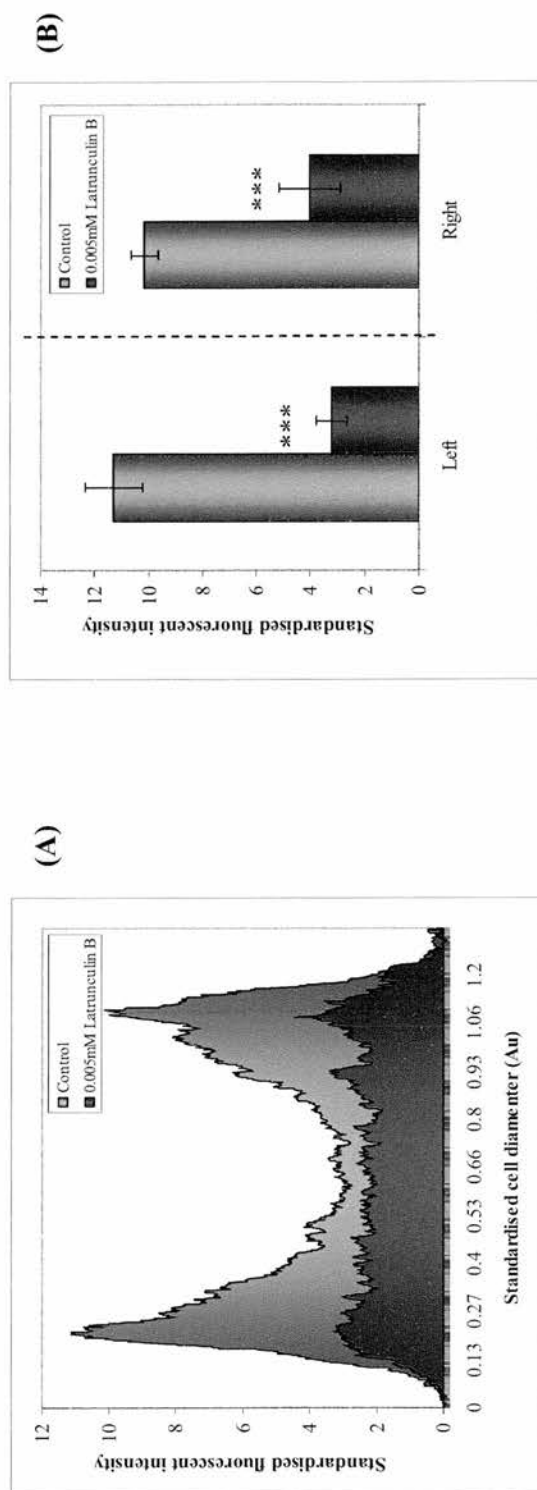 (A)
Control
0.005mM Latrunculin B
12
10
8
6
4
2
0
Standardised fluorescent intensity
0 0.13 0.27 0.4 0.53 0.66 0.8 0.93 1.06 1.2
Standardised cell diamenter (Au)
(B)
Control
0.005mM Latrunculin B
14
12
10
8
6
4
2
0
Standardised fluorescent intensity
***
***
Left Right